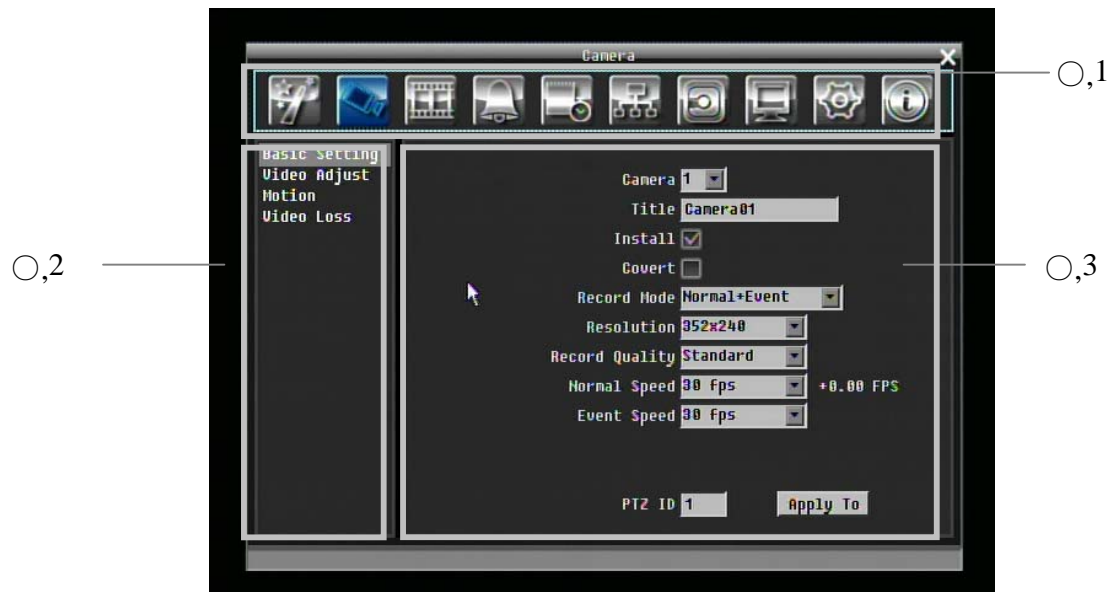 Camera
○,1
Basic Setting
Video Adjust
Motion
Video Loss
○,2
Camera 1
Title Camera01
Install
Covert
○,3
Record Mode Normal+Event
Resolution 352x240
Record Quality Standard
Normal Speed 30 fps +0.00 FPS
Event Speed 30 fps
PTZ ID 1 Apply To